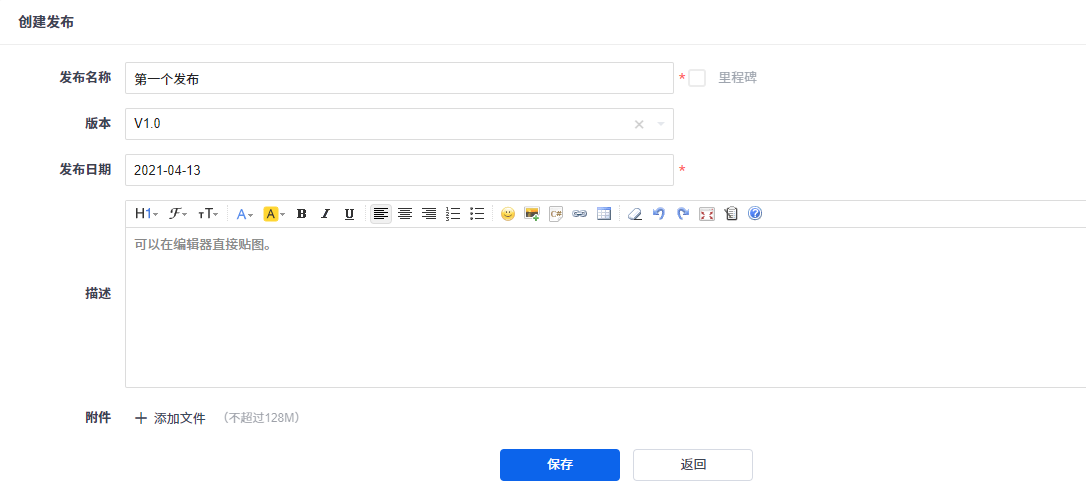 创建发布
发布名称 第一个发布 * 里程碑
版本 V1.0
发布日期 2021-04-13 *
H1 ℱ тT A A B I U C#
可以在编辑器直接贴图。
描述
附件 添加文件 （不超过128M）
保存 返回